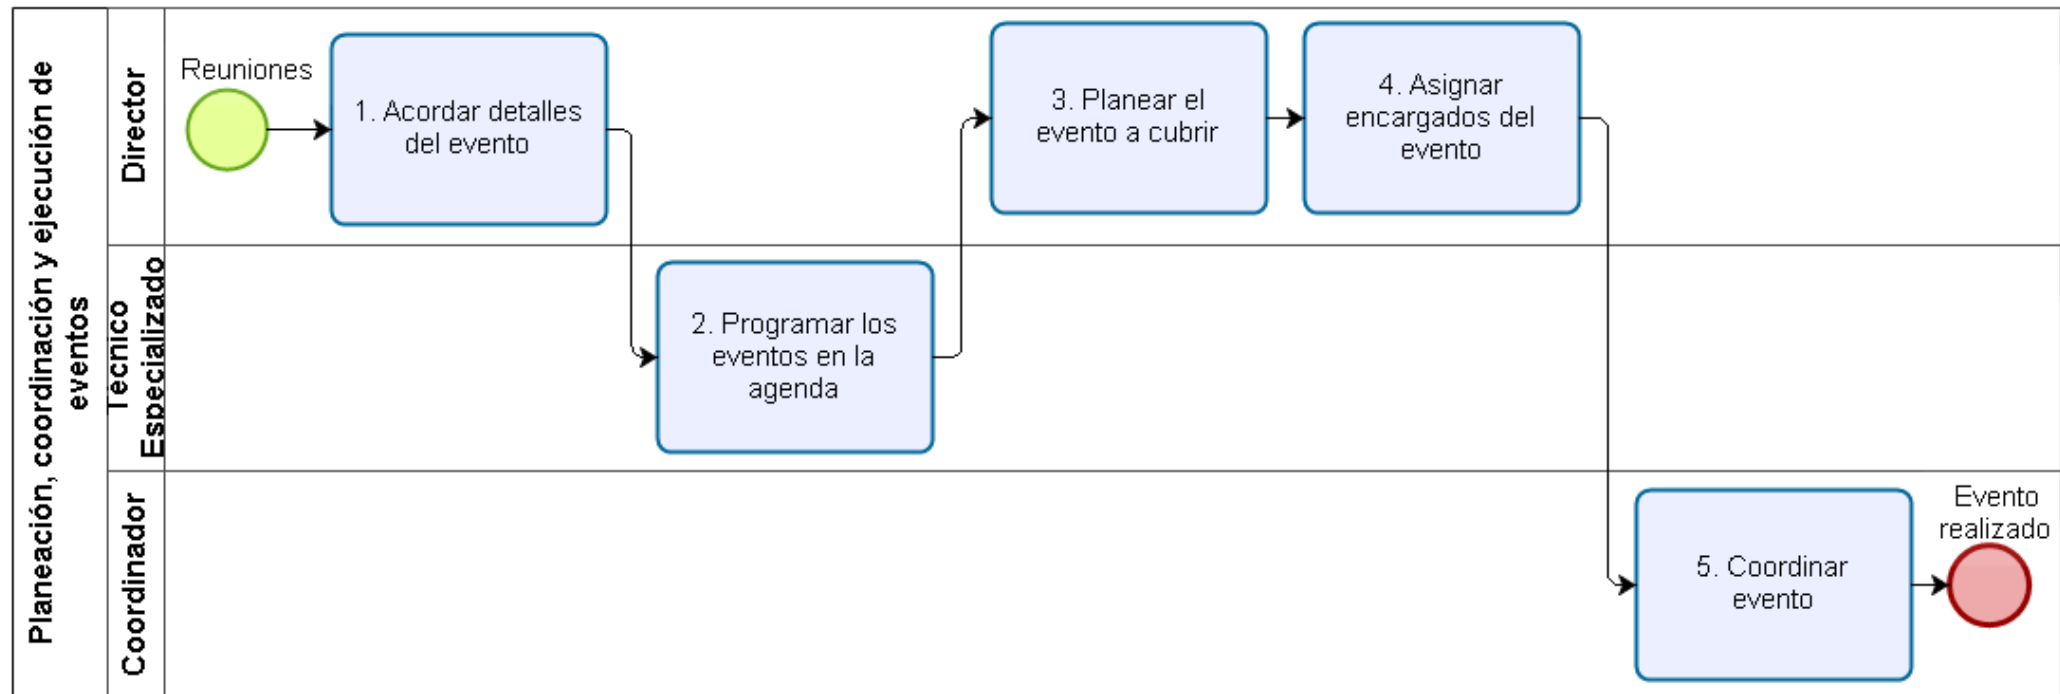 Planeación, coordinación y ejecución de
eventos
Director
Reuniones
1. Acordar detalles
del evento
3. Planear el
evento a cubrir
4. Asignar
encargados del
evento
Técnico
Especializado
2. Programar los
eventos en la
agenda
Coordinador
5. Coordinar
evento
Evento
realizado